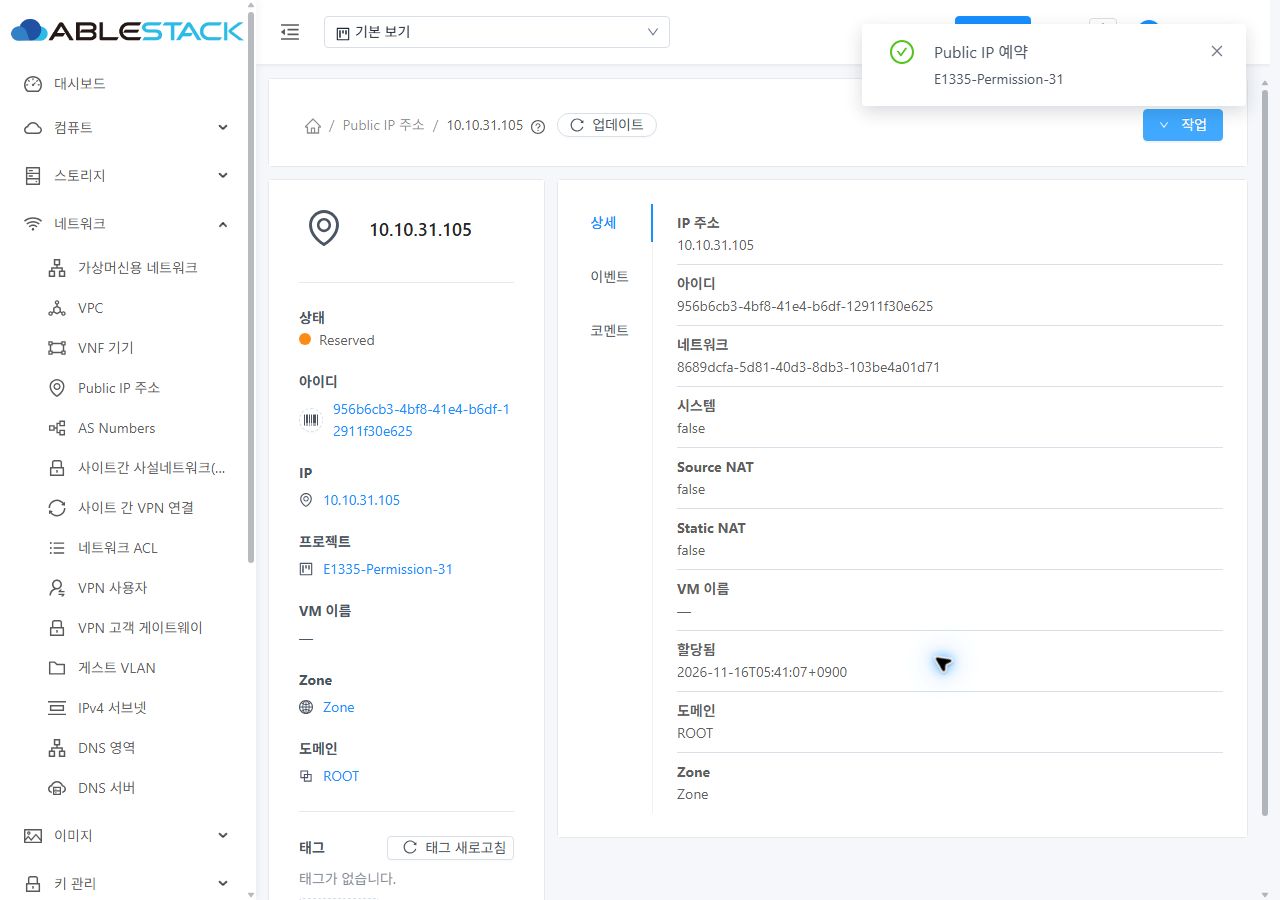 ABLESTACK
기본 보기
Public IP 예약
E1335-Permission-31
대시보드
컴퓨트
스토리지
네트워크
가상머신용 네트워크
VPC
VNF 기기
Public IP 주소
AS Numbers
사이트간 사설네트워크(...
사이트 간 VPN 연결
네트워크 ACL
VPN 사용자
VPN 고객 게이트웨이
게스트 VLAN
IPv4 서브넷
DNS 영역
DNS 서버
이미지
키 관리
/ Public IP 주소 / 10.10.31.105
업데이트
작업
10.10.31.105
상태
Reserved
아이디
956b6cb3-4bf8-41e4-b6df-1
2911f30e625
IP
10.10.31.105
프로젝트
E1335-Permission-31
VM 이름
—
Zone
Zone
도메인
ROOT
태그
태그 새로고침
태그가 없습니다.
상세
이벤트
코멘트
IP 주소
10.10.31.105
아이디
956b6cb3-4bf8-41e4-b6df-12911f30e625
네트워크
8689dcfa-5d81-40d3-8db3-103be4a01d71
시스템
false
Source NAT
false
Static NAT
false
VM 이름
—
할당됨
2026-11-16T05:41:07+0900
도메인
ROOT
Zone
Zone